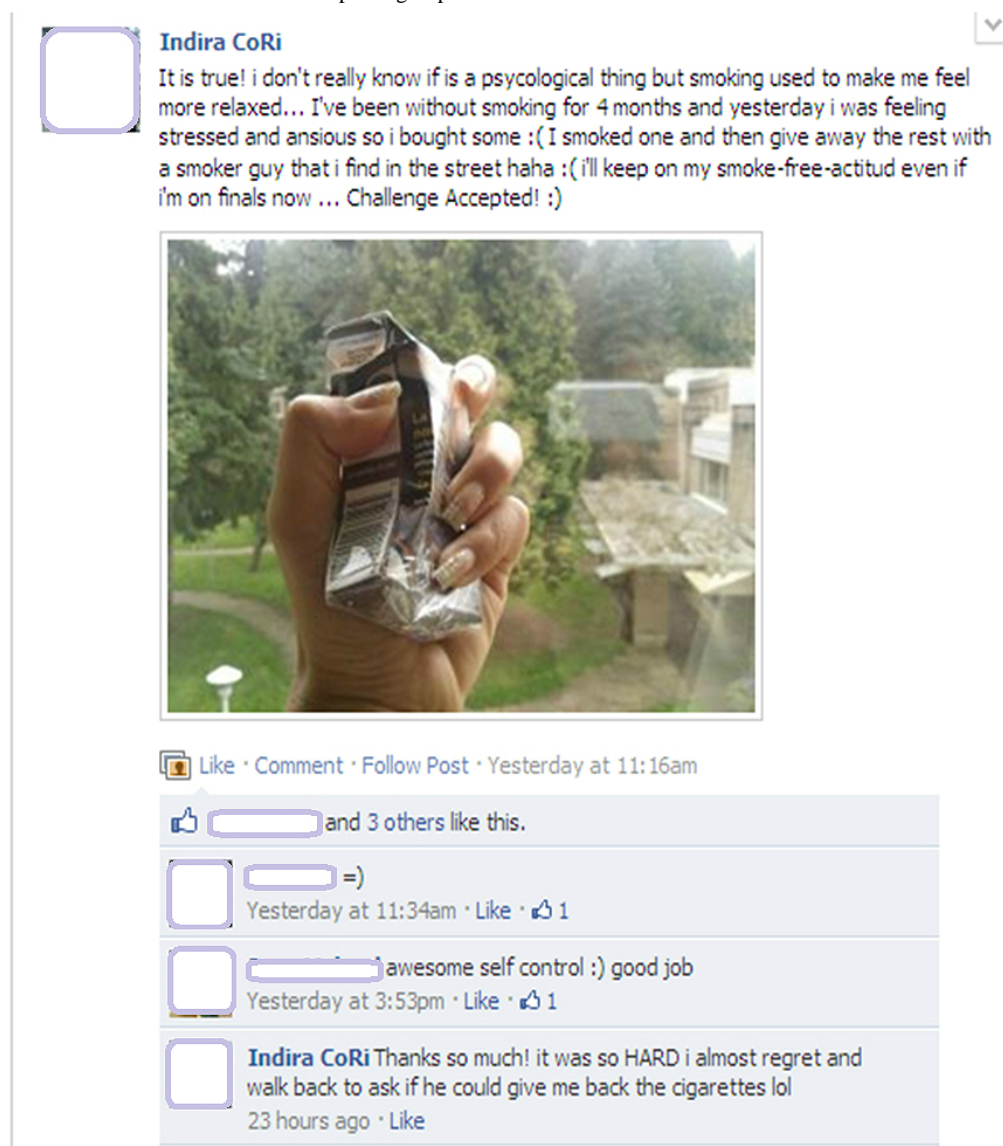 Indira CoRi
It is true! i don't really know if is a psycological thing but smoking used to make me feel
more relaxed... I've been without smoking for 4 months and yesterday i was feeling
stressed and ansious so i bought some :( I smoked one and then give away the rest with
a smoker guy that i find in the street haha :( i'll keep on my smoke-free-actitud even if
i'm on finals now ... Challenge Accepted! :)
Like · Comment · Follow Post · Yesterday at 11:16am
and 3 others like this.
=)
Yesterday at 11:34am · Like · 1
awesome self control :) good job
Yesterday at 3:53pm · Like · 1
Indira CoRi Thanks so much! it was so HARD i almost regret and
walk back to ask if he could give me back the cigarettes lol
23 hours ago · Like